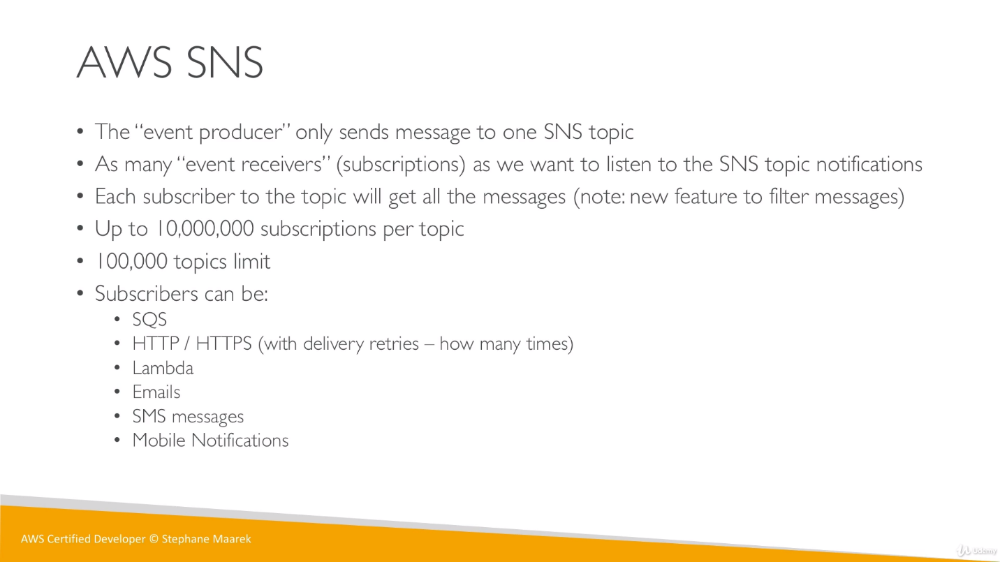 AWS SNS
• The “event producer” only sends message to one SNS topic
• As many “event receivers” (subscriptions) as we want to listen to the SNS topic notifications
• Each subscriber to the topic will get all the messages (note: new feature to filter messages)
• Up to 10,000,000 subscriptions per topic
• 100,000 topics limit
• Subscribers can be:
• SQS
• HTTP / HTTPS (with delivery retries – how many times)
• Lambda
• Emails
• SMS messages
• Mobile Notifications
AWS Certified Developer © Stephane Maarek
Udemy